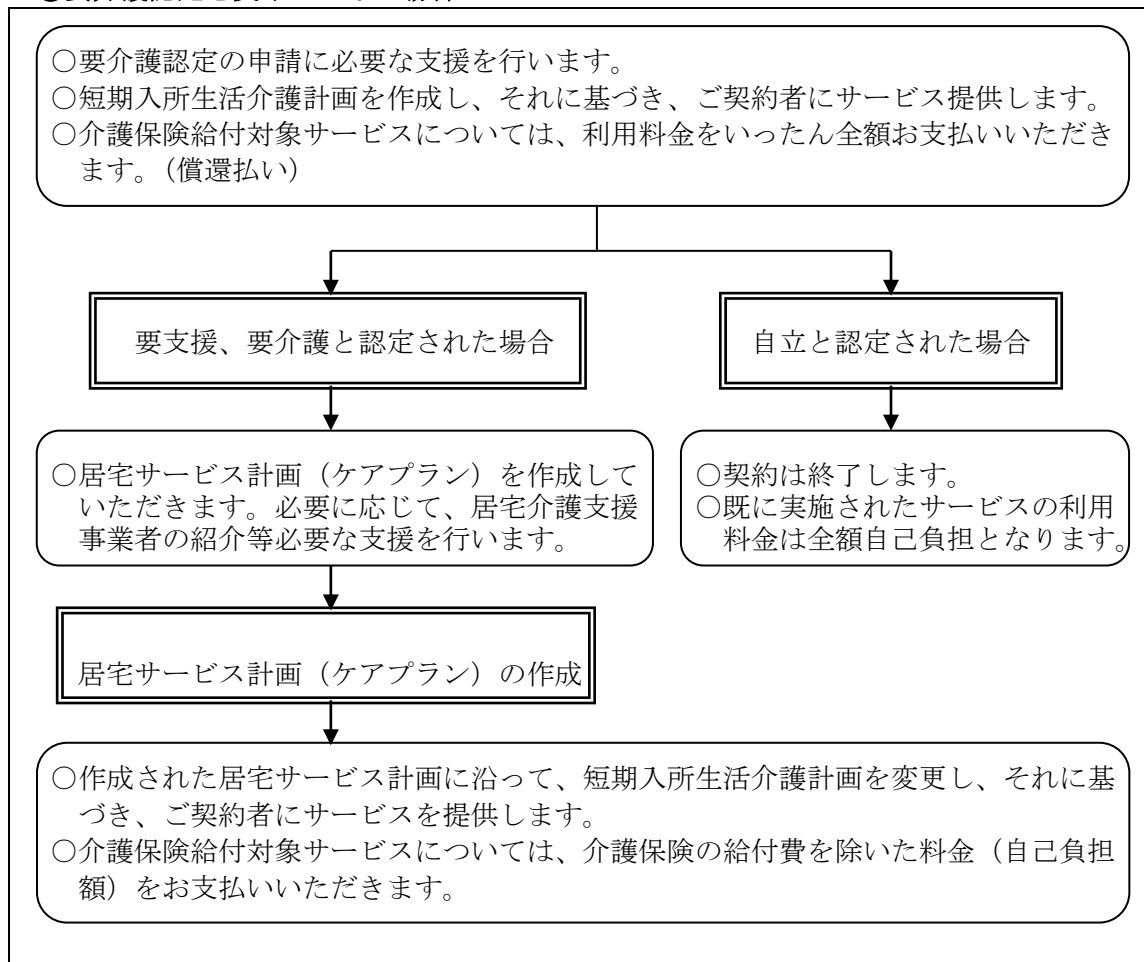 ○要介護認定の申請に必要な支援を行います。
○短期入所生活介護計画を作成し、それに基づき、ご契約者にサービス提供します。
○介護保険給付対象サービスについては、利用料金をいったん全額お支払いいただき
ます。（償還払い）
要支援、要介護と認定された場合
自立と認定された場合
○居宅サービス計画（ケアプラン）を作成して
いただきます。必要に応じて、居宅介護支援
事業者の紹介等必要な支援を行います。
○契約は終了します。
○既に実施されたサービスの利用
料金は全額自己負担となります。
居宅サービス計画（ケアプラン）の作成
○作成された居宅サービス計画に沿って、短期入所生活介護計画を変更し、それに基
づき、ご契約者にサービスを提供します。
○介護保険給付対象サービスについては、介護保険の給付費を除いた料金（自己負担
額）をお支払いいただきます。